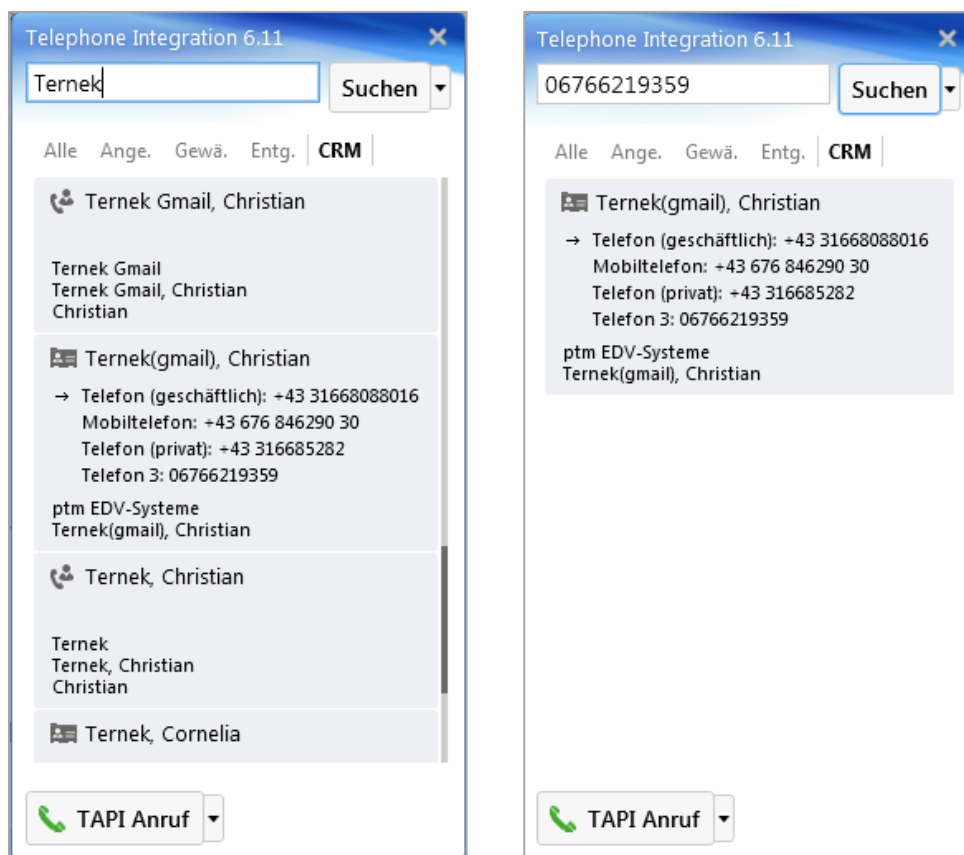 Telephone Integration 6.11
Ternek
Suchen
Alle Ange. Gewä. Entg. CRM
Ternek Gmail, Christian
Ternek Gmail
Ternek Gmail, Christian
Christian
Ternek(gmail), Christian
→ Telefon (geschäftlich): +43 31668088016
Mobiltelefon: +43 676 846290 30
Telefon (privat): +43 316685282
Telefon 3: 06766219359
ptm EDV-Systeme
Ternek(gmail), Christian
Ternek, Christian
Ternek
Ternek, Christian
Christian
Ternek, Cornelia
TAPI Anruf
Telephone Integration 6.11
06766219359
Suchen
Alle Ange. Gewä. Entg. CRM
Ternek(gmail), Christian
→ Telefon (geschäftlich): +43 31668088016
Mobiltelefon: +43 676 846290 30
Telefon (privat): +43 316685282
Telefon 3: 06766219359
ptm EDV-Systeme
Ternek(gmail), Christian
TAPI Anruf